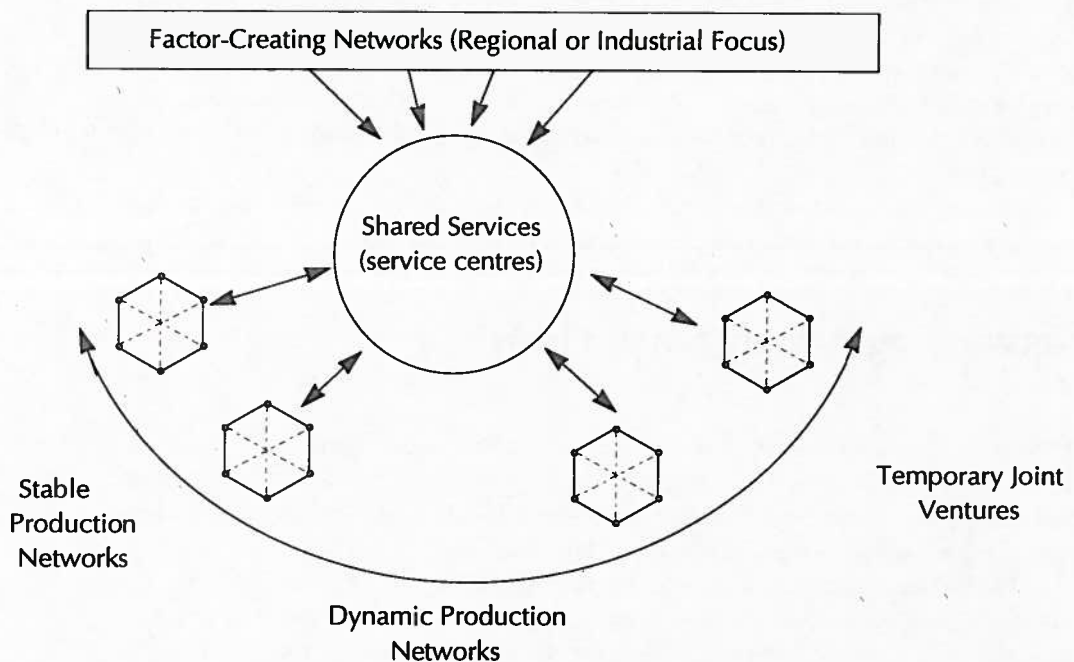 Factor-Creating Networks (Regional or Industrial Focus)
Shared Services
(service centres)
Stable
Production
Networks
Temporary Joint
Ventures
Dynamic Production
Networks